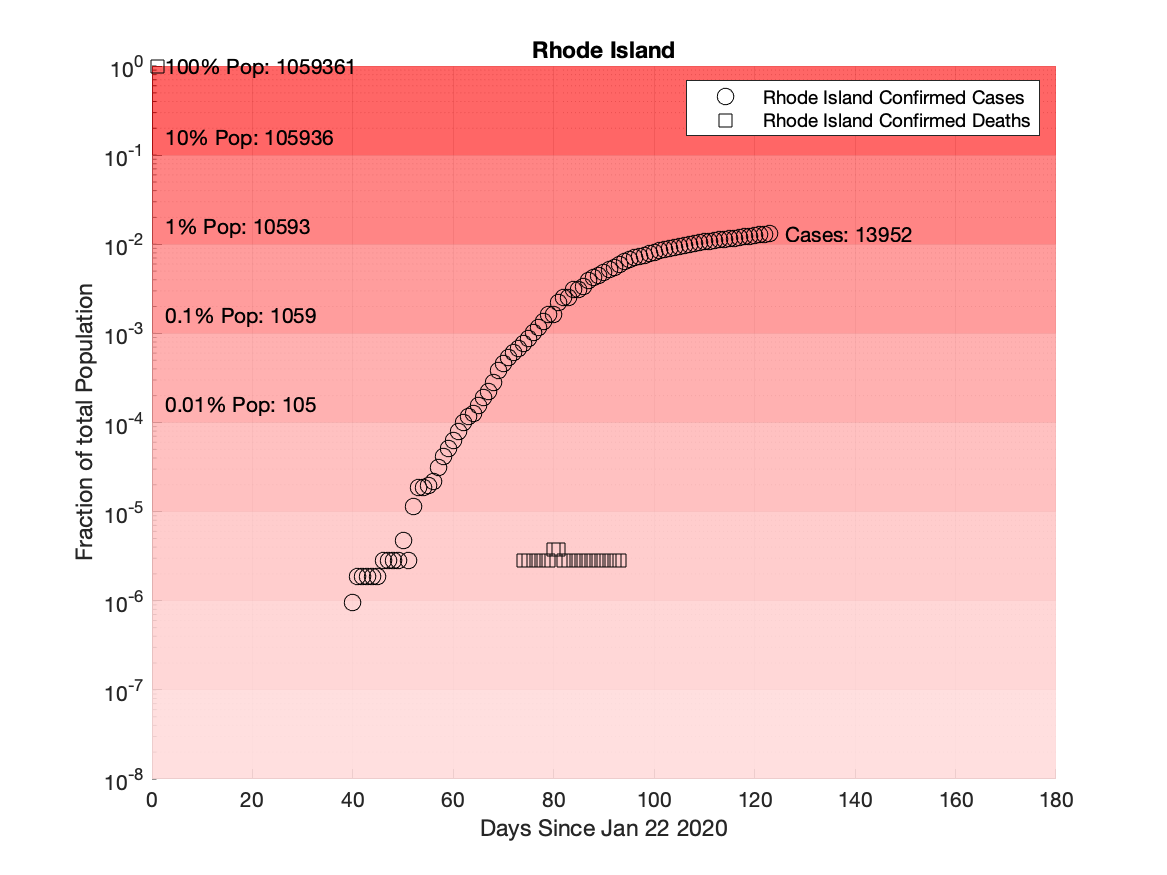 Rhode Island
10^0
100% Pop: 1059361
Rhode Island Confirmed Cases
Rhode Island Confirmed Deaths
10% Pop: 105936
10^-1
1% Pop: 10593
Cases: 13952
10^-2
0.1% Pop: 1059
10^-3
0.01% Pop: 105
10^-4
10^-5
10^-6
10^-7
10^-8
Fraction of total Population
0 20 40 60 80 100 120 140 160 180
Days Since Jan 22 2020